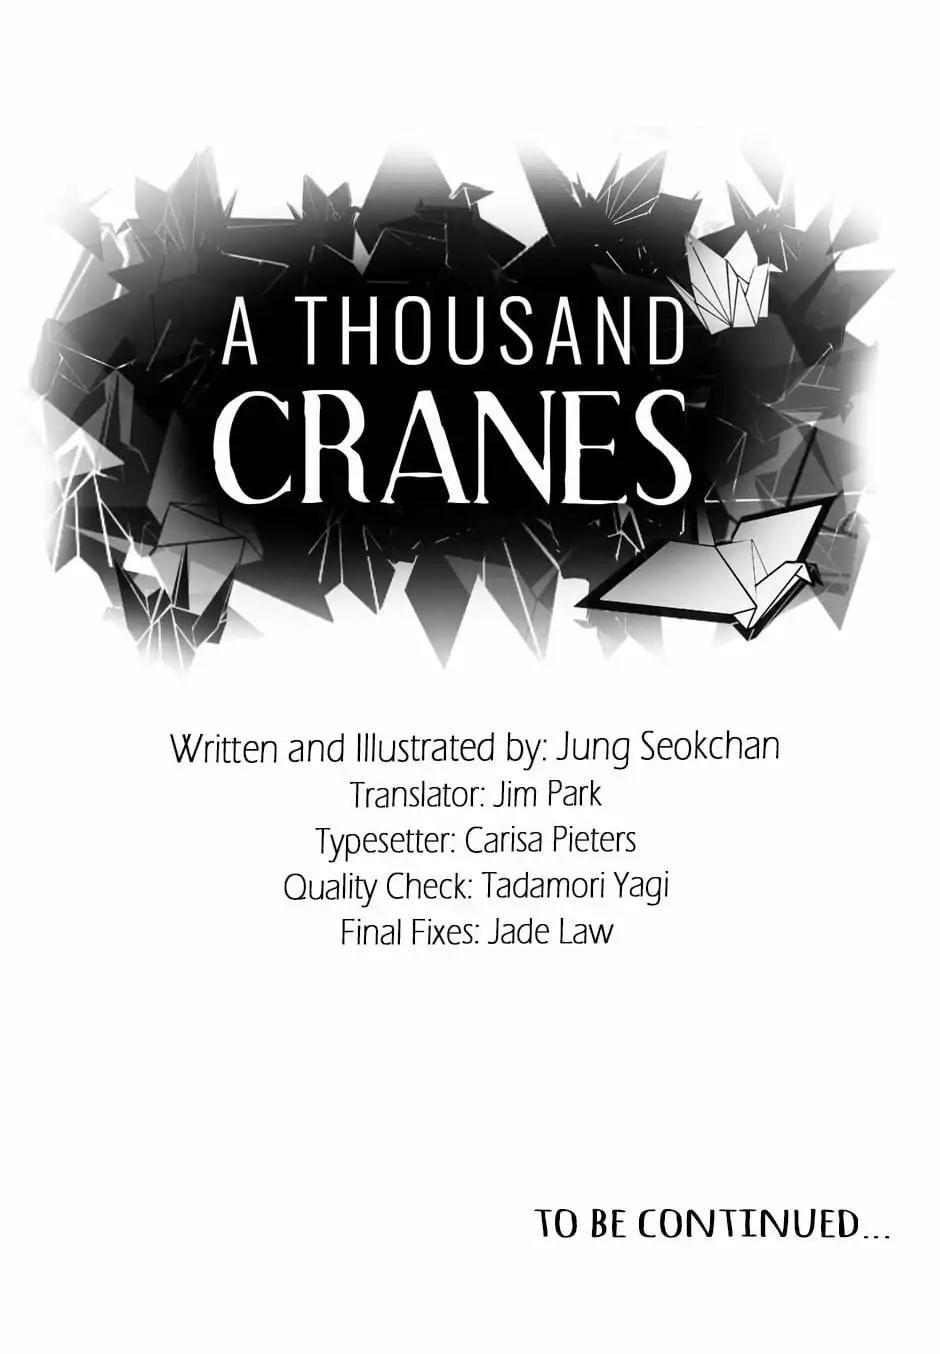 A THOUSAND
CRANES
Written and Illustrated by: Jung Seokchan
Translator: Jim Park
Typesetter: Carisa Pieters
Quality Check: Tadamori Yagi
Final Fixes: Jade Law
TO BE CONTINUED...